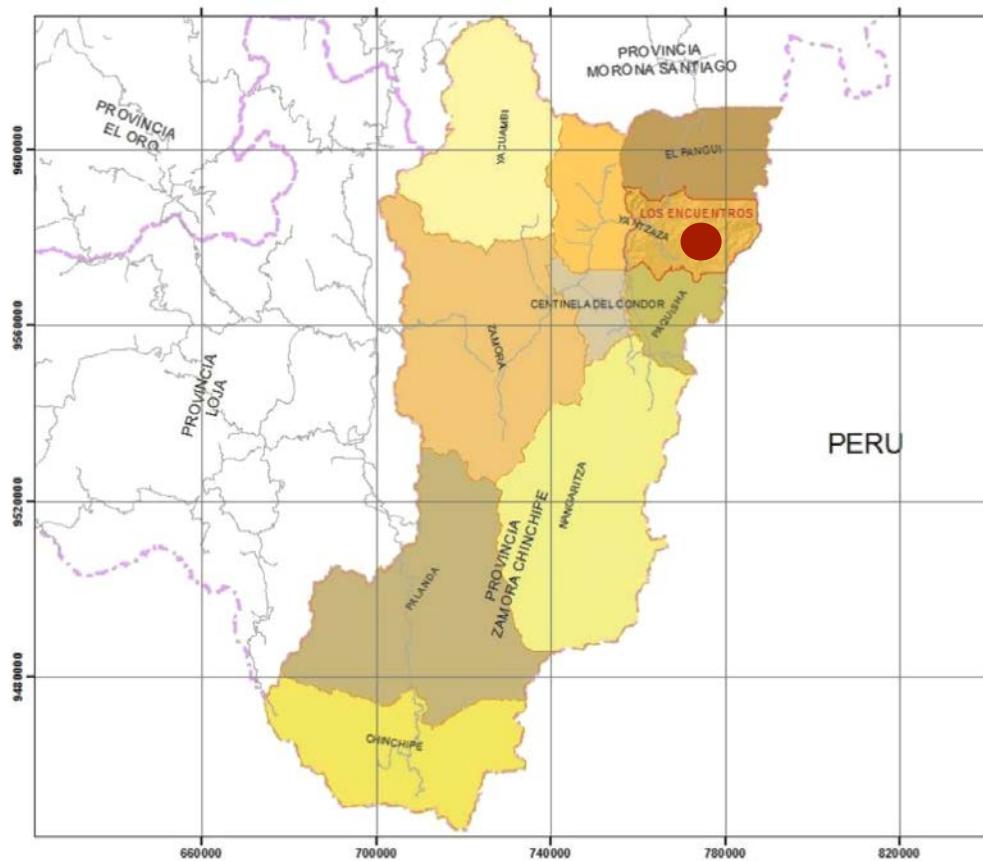 PROVINCIA
MORONA SANTIAGO
PROVINCIA
EL ORO
YACUAMBI
EL PANGUI
LOS ENCUENTROS
YANTZAZA
CENTINELA DEL CONDOR
PAQUISHA
ZAMORA
PROVINCIA
LOJA
PERU
NANGARITZA
PROVINCIA
ZAMORA CHINCHIPE
PALANDA
CHINCHIPE
9600000
9560000
9520000
9480000
660000
700000
740000
780000
820000